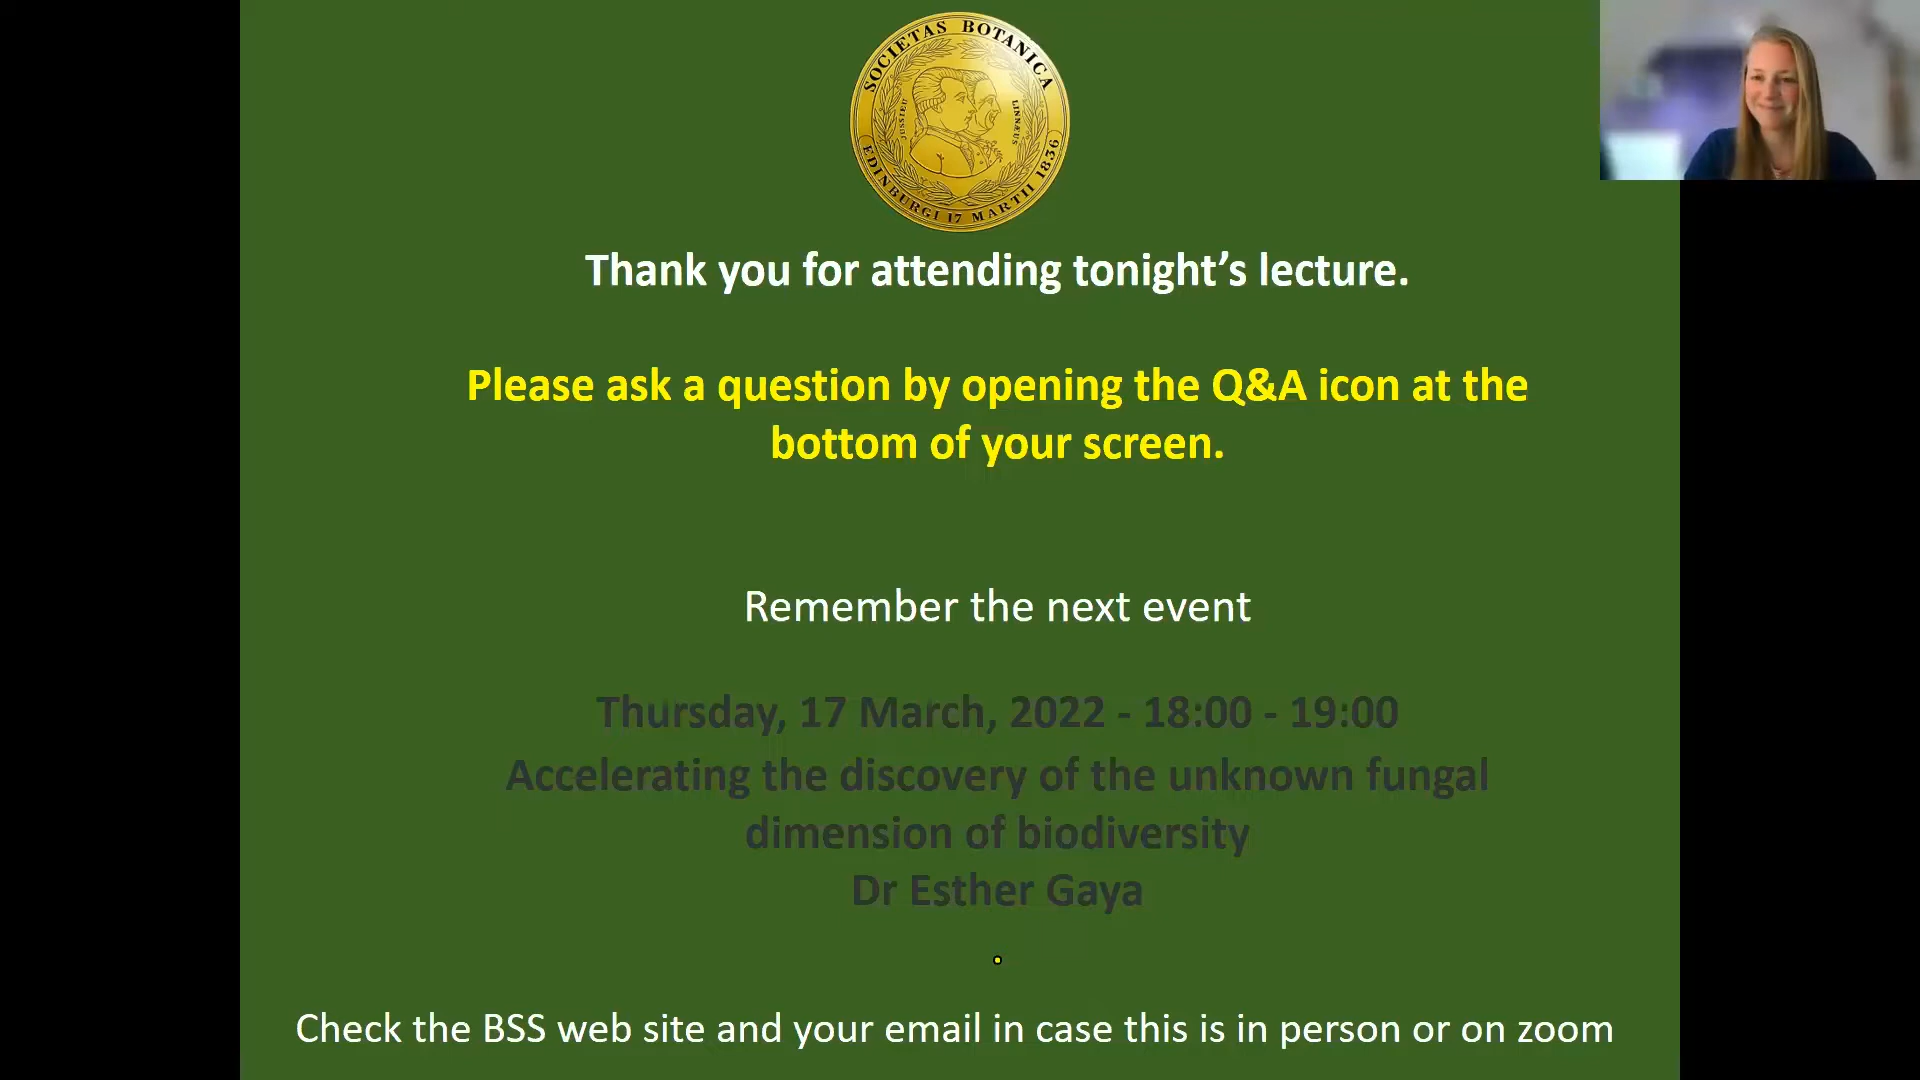 SOCIETAS BOTANICA
JUSSIEU
LINNÆUS
EDINBURGI 17 MARTII 1836
Thank you for attending tonight’s lecture.
Please ask a question by opening the Q&A icon at the
bottom of your screen.
Remember the next event
Thursday, 17 March, 2022 - 18:00 - 19:00
Accelerating the discovery of the unknown fungal
dimension of biodiversity
Dr Esther Gaya
Check the BSS web site and your email in case this is in person or on zoom